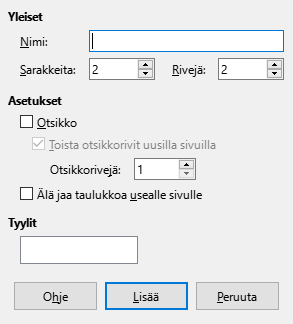 Yleiset
Nimi:
Sarakkeita: 2 Rivejä: 2
Asetukset
Otsikko
Toista otsikkorivit uusilla sivuilla
Otsikkorivejä: 1
Älä jaa taulukkoa usealle sivulle
Tyylit
Ohje Lisää Peruuta